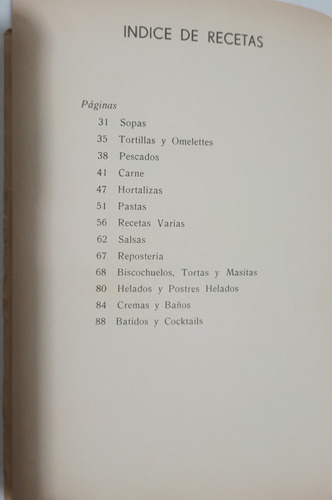 INDICE DE RECETAS
Páginas
31 Sopas
35 Tortillas y Omelettes
38 Pescados
41 Carne
47 Hortalizas
51 Pastas
56 Recetas Varias
62 Salsas
67 Repostería
68 Biscochuelos, Tortas y Masitas
80 Helados y Postres Helados
84 Cremas y Baños
88 Batidos y Cocktails